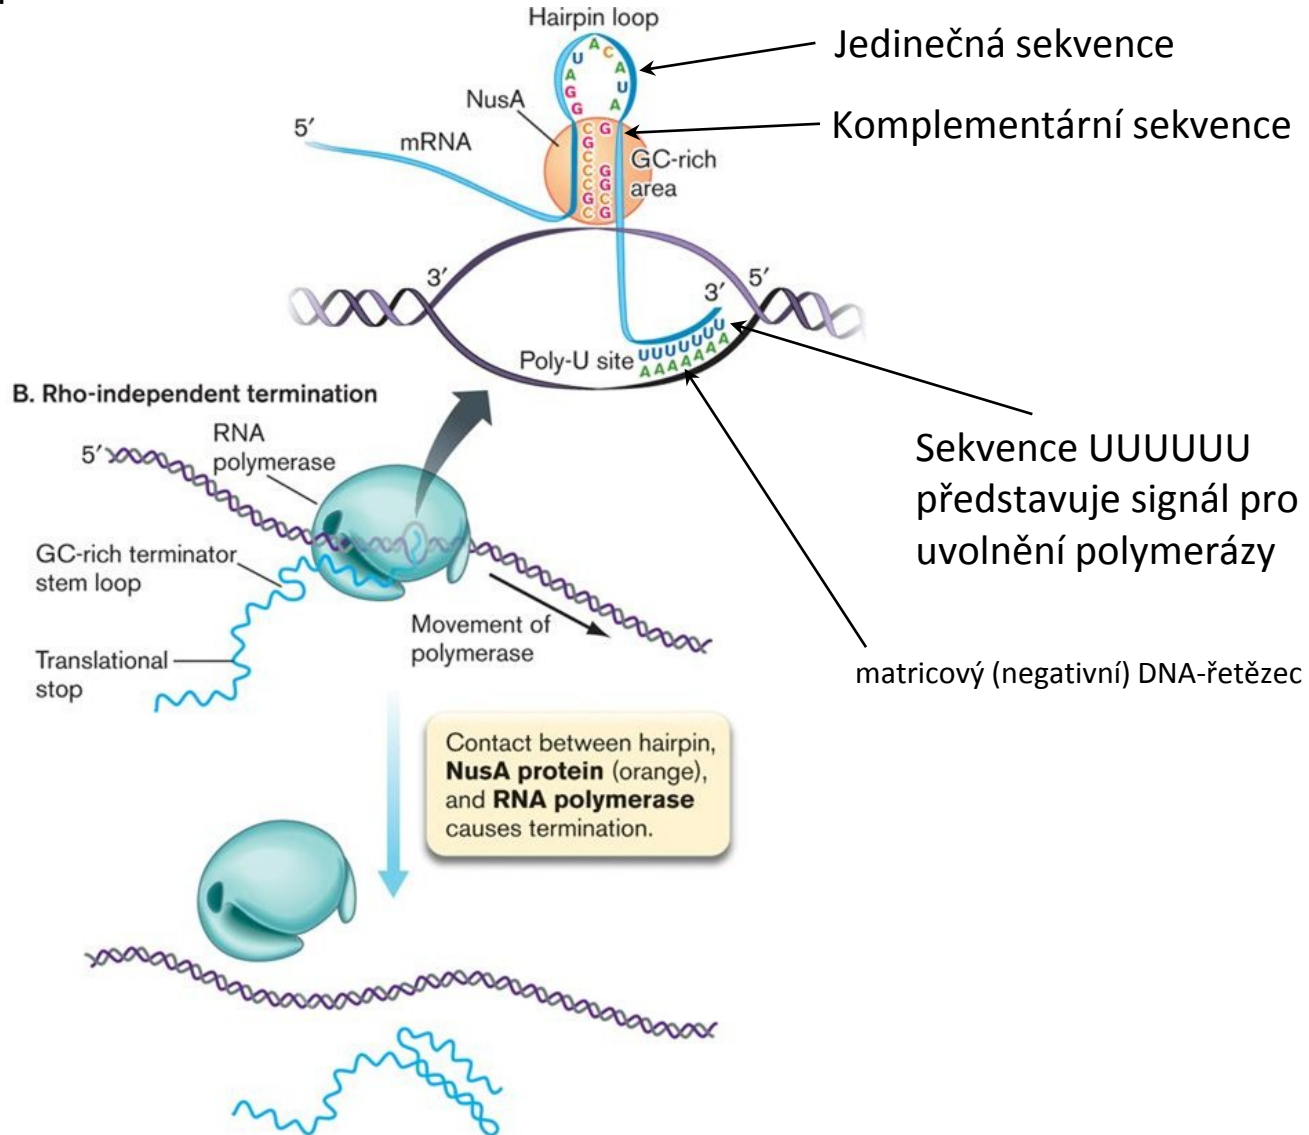 Hairpin loop
A
C
U
A
A
U
G
A
G
Jedinečná sekvence
NusA
Komplementární sekvence
5′
mRNA
C G
G
C
C G
C G
C C
G G
C G
GC-rich
area
3′
5′
3′
UUUUUUU
Poly-U site
AAAAAAA
B. Rho-independent termination
RNA
polymerase
5′
Sekvence UUUUUU
představuje signál pro
uvolnění polymerázy
GC-rich terminator
stem loop
Movement of
polymerase
Translational
stop
matricový (negativní) DNA-řetězec
Contact between hairpin,
NusA protein (orange),
and RNA polymerase
causes termination.